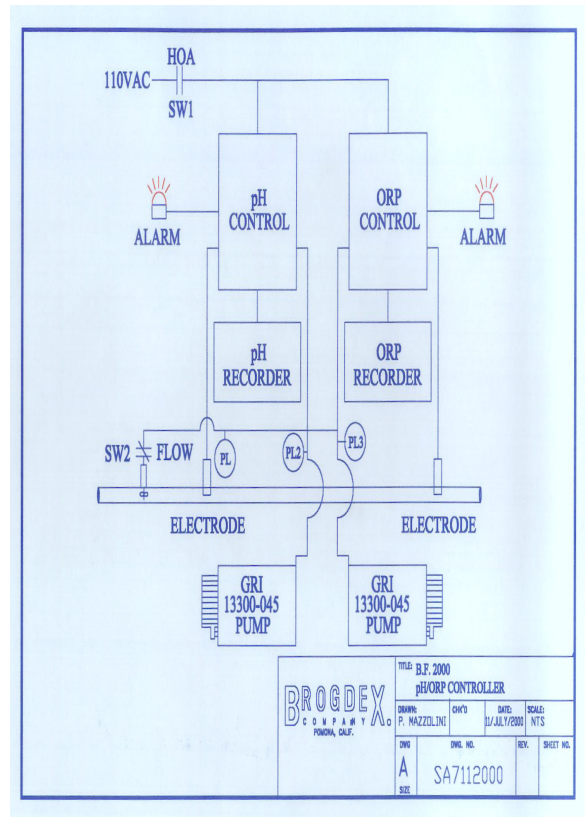 HOA
110VAC
SW1
pH
CONTROL
ORP
CONTROL
ALARM
ALARM
pH
RECORDER
ORP
RECORDER
SW2 FLOW
PL
PL2
PL3
ELECTRODE
ELECTRODE
GRI
13300-045
PUMP
GRI
13300-045
PUMP
BROGDEX.
COMPANY
POMONA, CALIF.
TITLE: B.F. 2000
pH/ORP CONTROLLER
DRAWN:
P. MAZZOLINI
CHK'D
DATE:
11/JULY/2000
SCALE:
NTS
DWG
A
SIZE
DWG. NO.
SA7112000
REV.
SHEET NO.